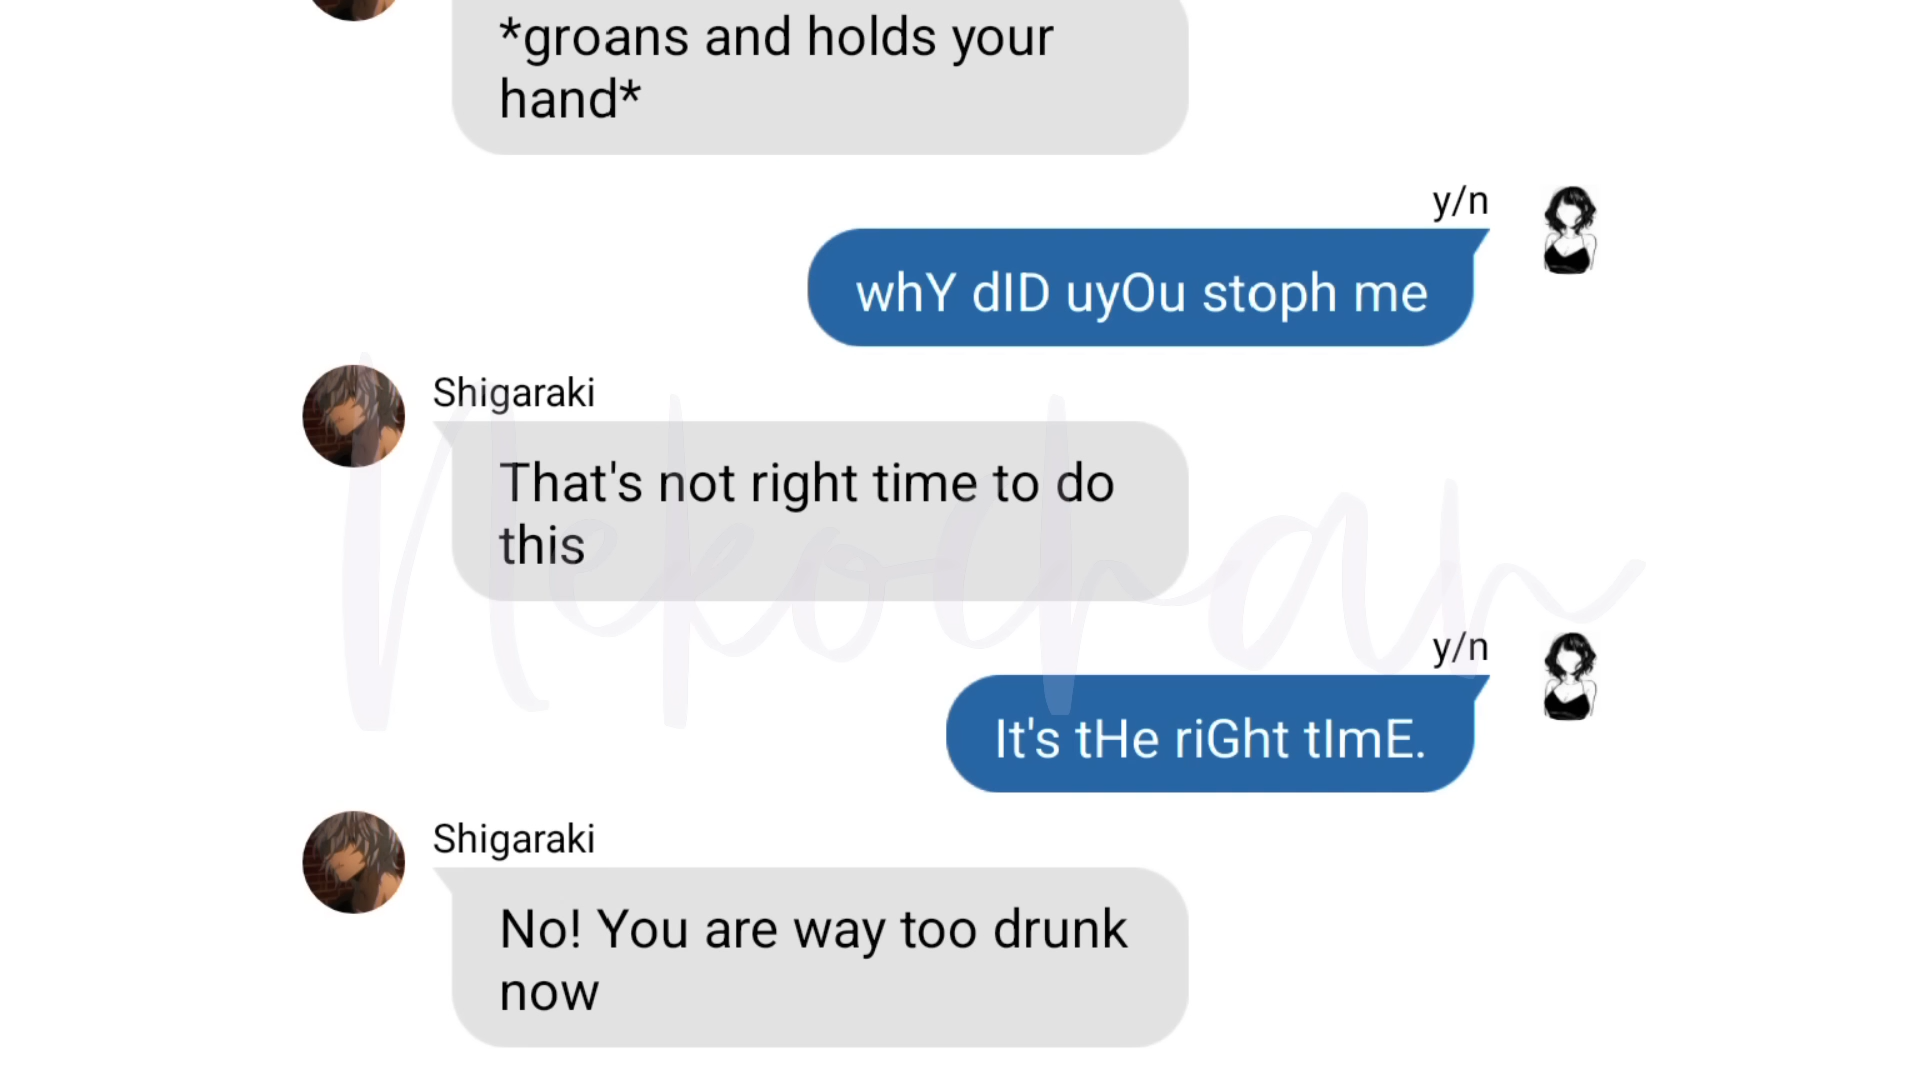 *groans and holds your
hand*
y/n
whY dID uyOu stoph me
Shigaraki
That's not right time to do
this
Nekochan
y/n
It's tHe riGht tImE.
Shigaraki
No! You are way too drunk
now